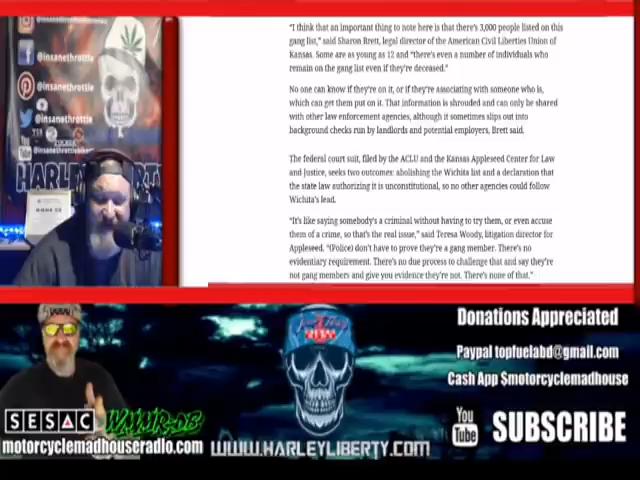 @insanethrottle
@insanethrottle
@insanethrottle
HARLEY LIBERTY
"I think that an important thing to note here is that there's 3,000 people listed on this
gang list," said Sharon Brett, legal director of the American Civil Liberties Union of
Kansas. Some are as young as 12 and "there's even a number of individuals who
remain on the gang list even if they're deceased."
No one can know if they're on it, or if they're associating with someone who is,
which can get them put on it. That information is shrouded and can only be shared
with other law enforcement agencies, although it sometimes slips out into
background checks run by landlords and potential employers, Brett said.
The federal court suit, filed by the ACLU and the Kansas Appleseed Center for Law
and Justice, seeks two outcomes: abolishing the Wichita list and a declaration that
the state law authorizing it is unconstitutional, so no other agencies could follow
Wichita's lead.
"It's like saying somebody's a criminal without having to try them, or even accuse
them of a crime, so that's the real issue," said Teresa Woody, litigation director for
Appleseed. "(Police) don't have to prove they're a gang member. There's no
evidentiary requirement. There's no due process to challenge that and say they're
not gang members and give you evidence they're not. There's none of that."
Donations Appreciated
Paypal topfuelabd@gmail.com
Cash App $motorcyclemadhouse
You
Tube
SUBSCRIBE
SESAC
motorcyclemadhouseradio.com
WWW.HARLEYLIBERTY.COM